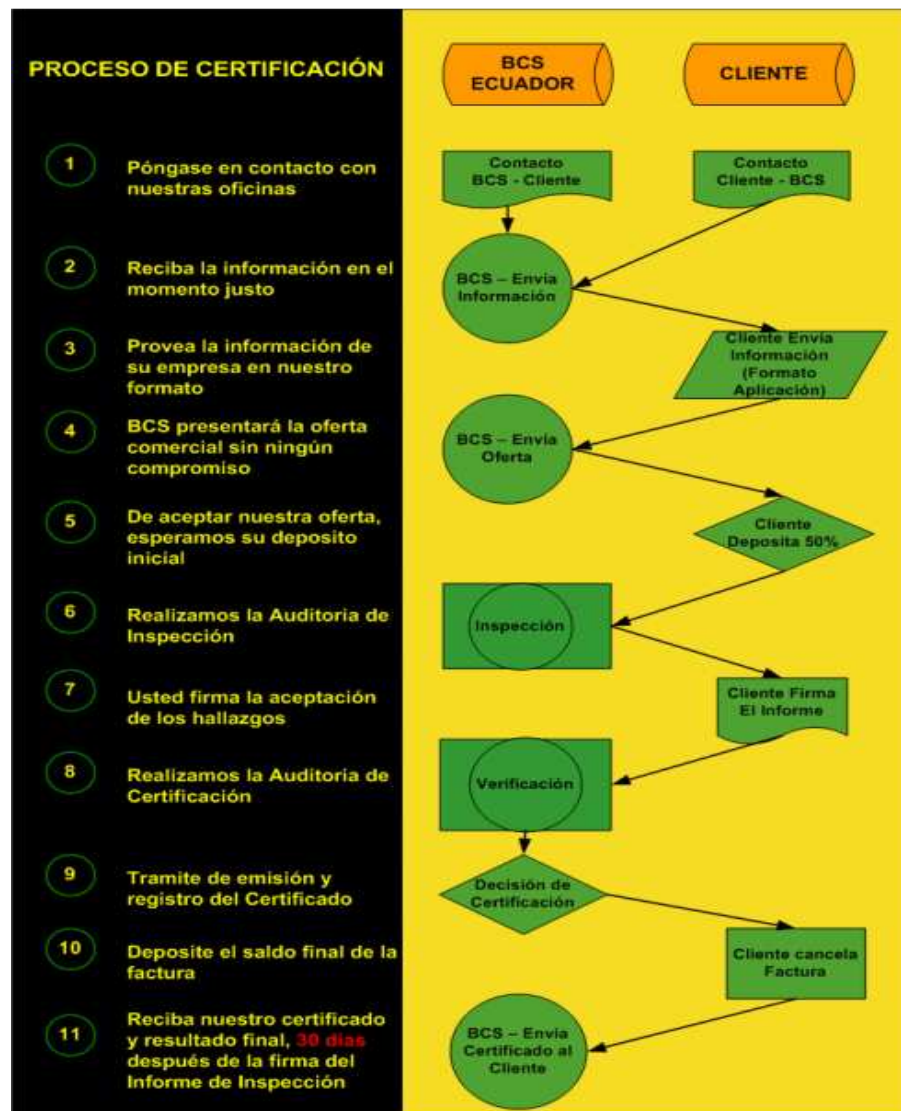 PROCESO DE CERTIFICACIÓN
BCS
ECUADOR
CLIENTE
1
Póngase en contacto con
nuestras oficinas
Contacto
BCS - Cliente
Contacto
Cliente - BCS
2
Reciba la información en el
momento justo
BCS – Envía
Información
3
Provea la información de
su empresa en nuestro
formato
Cliente Envía
Información
(Formato
Aplicación)
4
BCS presentará la oferta
comercial sin ningún
compromiso
BCS – Envía
Oferta
5
De aceptar nuestra oferta,
esperamos su deposito
inicial
Cliente
Deposita 50%
6
Realizamos la Auditoria de
Inspección
Inspección
7
Usted firma la aceptación
de los hallazgos
Cliente Firma
El Informe
8
Realizamos la Auditoria de
Certificación
Verificación
9
Tramite de emisión y
registro del Certificado
Decisión de
Certificación
10
Deposite el saldo final de la
factura
Cliente cancela
Factura
11
Reciba nuestro certificado
y resultado final, 30 días
después de la firma del
Informe de Inspección
BCS – Envía
Certificado al
Cliente